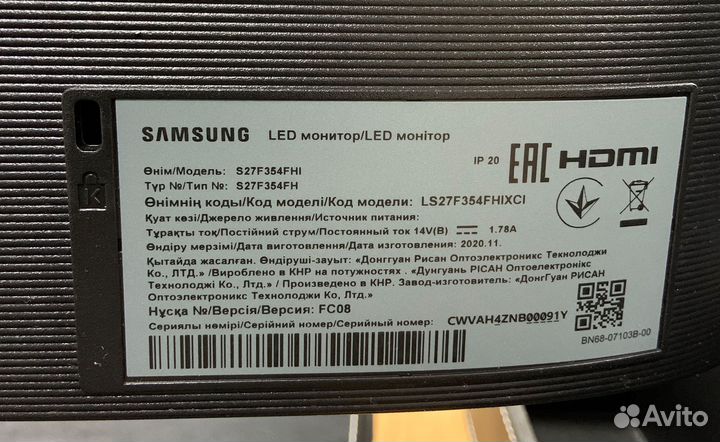 SAMSUNG LED монитор/LED монітор
IP 20 EAC HDMI
Өнім/Модель: S27F354FHI
Түр №/Тип №: S27F354FH
Өнімнің коды/Код моделі/Код модели: LS27F354FHIXCI
Қуат көзі/Джерело живлення/Источник питания:
Тұрақты ток/Постійний струм/Постоянный ток 14V(B) 1.78A
Өндіру мерзімі/Дата виготовлення/Дата изготовления: 2020.11.
Қытайда жасалған. Өндіруші-зауыт: «Донггуан Рисан Оптоэлектроникс Текнолоджи
Ко., ЛТД.» /Вироблено в КНР на потужностях . «Дунгуань РІСАН Оптоелектронікс
Технолоджі Ко., Лтд.» / Произведено в КНР. Завод-изготовитель: «ДонгГуан РИСАН
Оптоэлектроникс Технолоджи Ко, Лтд.»
Нұсқа №/Версія/Версия: FC08
Сериялы нөмірі/Серійний номер/Серийный номер: CWVAH4ZNB00091Y
BN68-07103B-00
Avito